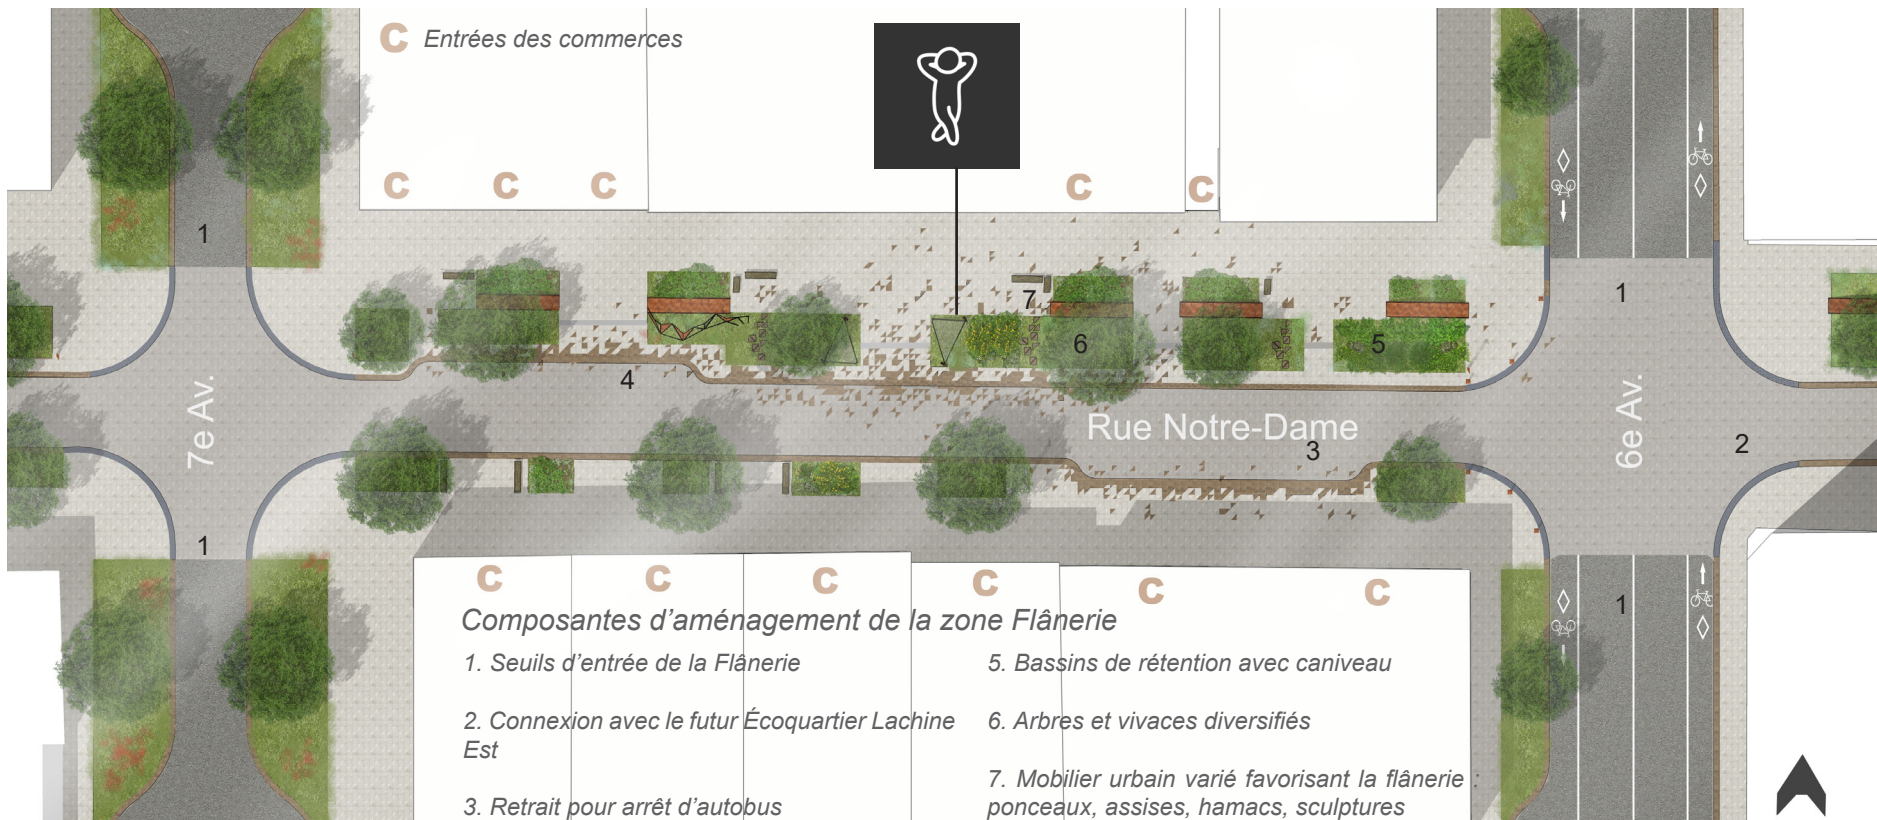 C Entrées des commerces
C C C C C
1
1
7
6
5
4
Rue Notre-Dame
3
7e Av.
6e Av.
2
1
1
C C C C C C
Composantes d'aménagement de la zone Flânerie
1. Seuils d'entrée de la Flânerie
2. Connexion avec le futur Écoquartier Lachine
Est
3. Retrait pour arrêt d'autobus
5. Bassins de rétention avec caniveau
6. Arbres et vivaces diversifiés
7. Mobilier urbain varié favorisant la flânerie :
ponceaux, assises, hamacs, sculptures